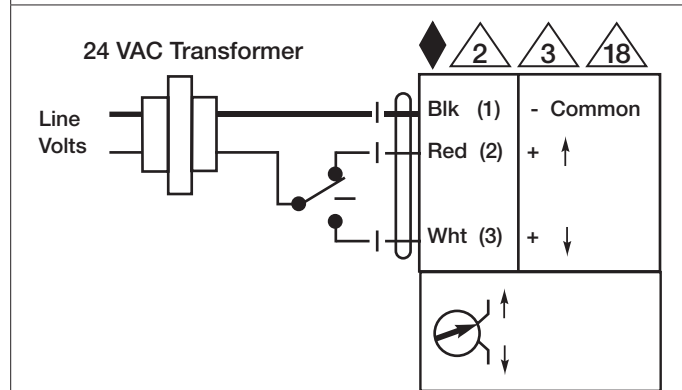 24 VAC Transformer
2 3 18
Line
Volts
Blk (1) - Common
Red (2) + ↑
Wht (3) + ↓